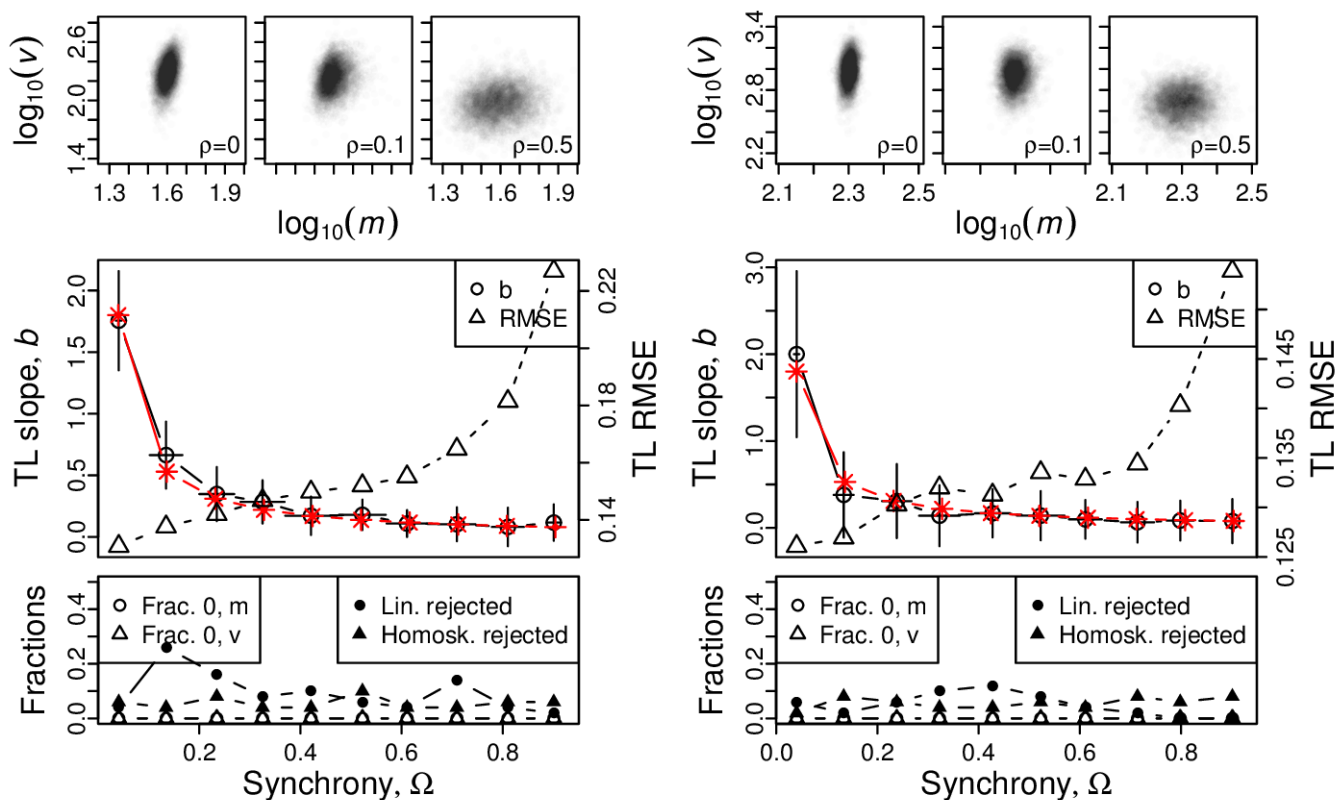 log₁₀(v)
1.4 2.0 2.6
ρ=0 ρ=0.1 ρ=0.5
1.3 1.6 1.9 1.3 1.6 1.9
log₁₀(m)
log₁₀(v)
2.2 2.8 3.4
ρ=0 ρ=0.1 ρ=0.5
2.1 2.3 2.5 2.1 2.3 2.5
log₁₀(m)
TL slope, b
0.0 0.5 1.0 1.5 2.0
b
RMSE
0.14 0.18 0.22
TL RMSE
TL slope, b
0.0 1.0 2.0 3.0
b
RMSE
0.125 0.135 0.145
TL RMSE
Fractions
0.0 0.2 0.4
Frac. 0, m
Frac. 0, v
Lin. rejected
Homosk. rejected
0.2 0.4 0.6 0.8
Synchrony, Ω
Fractions
0.0 0.2 0.4
Frac. 0, m
Frac. 0, v
Lin. rejected
Homosk. rejected
0.0 0.2 0.4 0.6 0.8
Synchrony, Ω